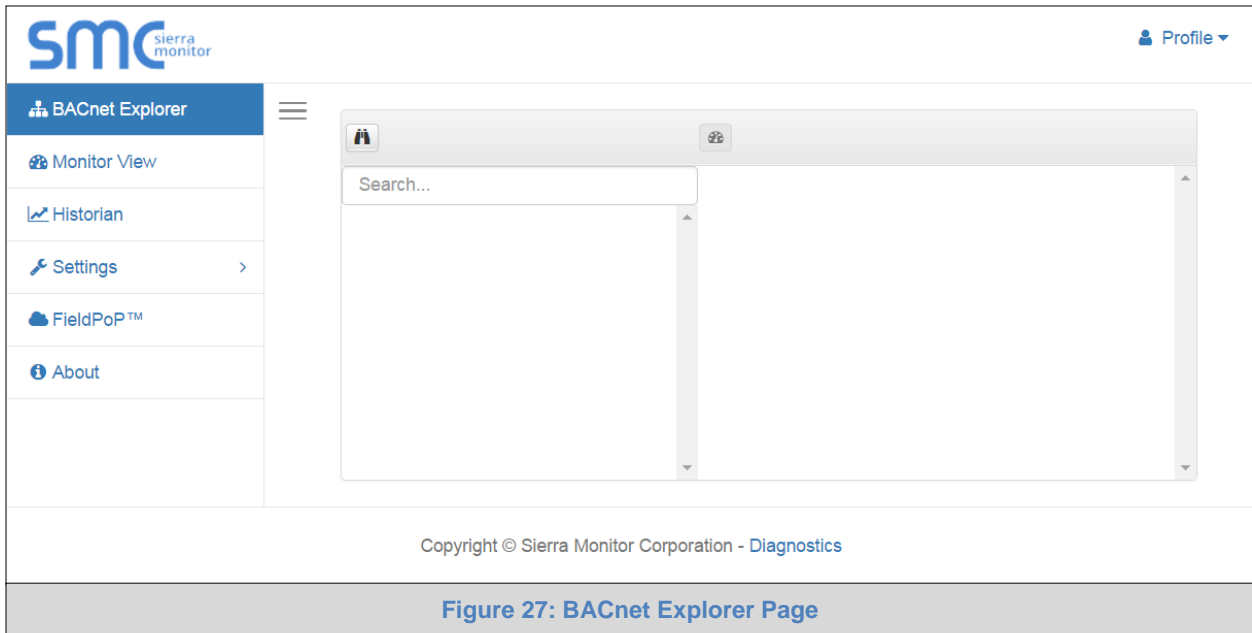 SMC sierra monitor
Profile
BACnet Explorer
Monitor View
Historian
Settings
FieldPoP™
About
Search...
Copyright © Sierra Monitor Corporation - Diagnostics
Figure 27: BACnet Explorer Page